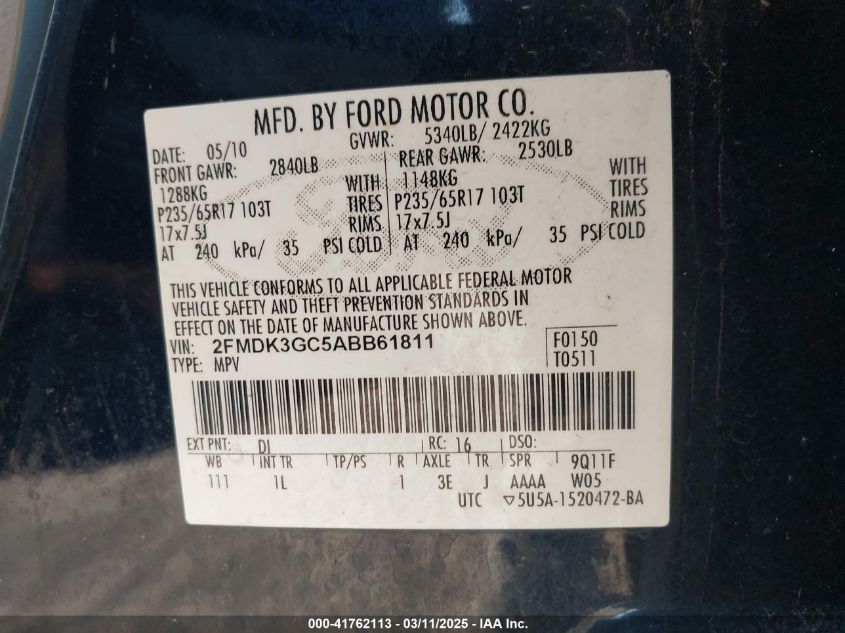 MFD. BY FORD MOTOR CO.
DATE: 05/10 GVWR: 5340LB/ 2422KG
FRONT GAWR: 2840LB REAR GAWR: 2530LB
1288KG WITH 1148KG WITH
P235/65R17 103T TIRES P235/65R17 103T TIRES
17x7.5J RIMS 17x7.5J RIMS
AT 240 kPa/ 35 PSI COLD AT 240 kPa/ 35 PSI COLD
THIS VEHICLE CONFORMS TO ALL APPLICABLE FEDERAL MOTOR
VEHICLE SAFETY AND THEFT PREVENTION STANDARDS IN
EFFECT ON THE DATE OF MANUFACTURE SHOWN ABOVE.
VIN: 2FMDK3GC5ABB61811 F0150
TYPE: MPV T0511
EXT PNT: DI RC: 16 DSO:
WB INT TR TP/PS R AXLE TR SPR 9Q11F
111 1L 1 3E J AAAA W05
UTC ▽5U5A-1520472-BA
000-41762113 - 03/11/2025 - IAA Inc.